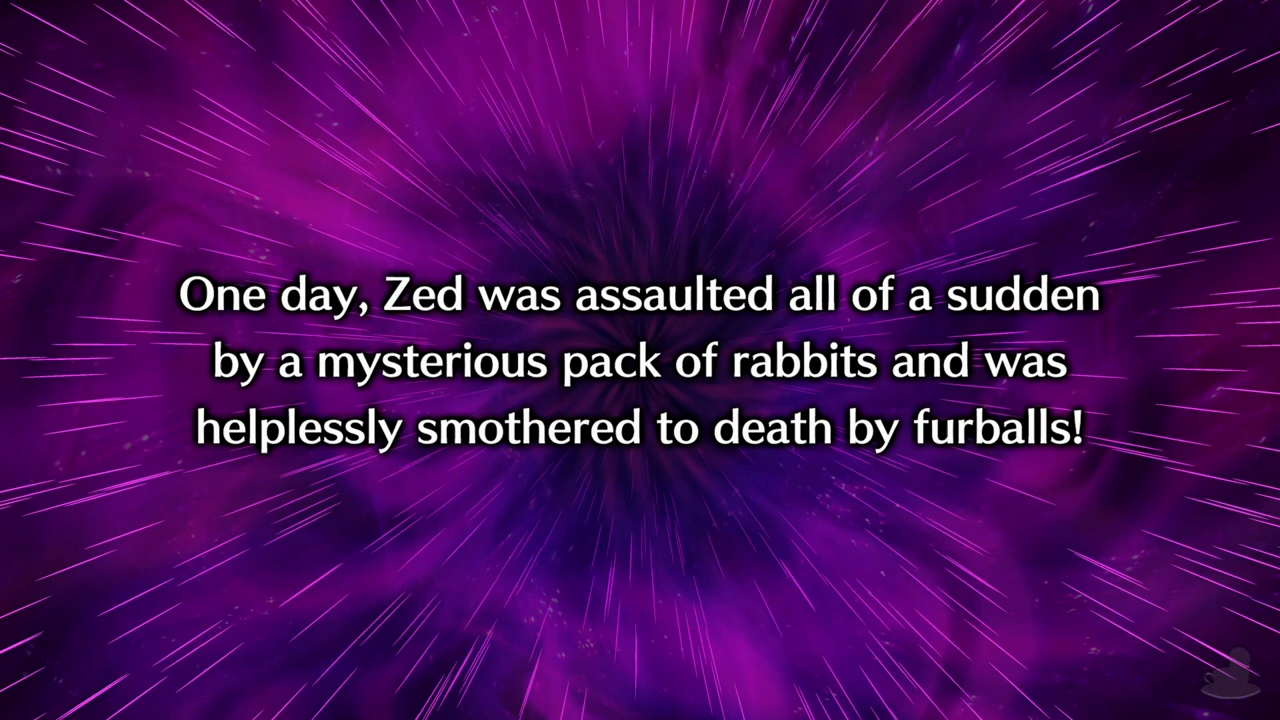 One day, Zed was assaulted all of a sudden
by a mysterious pack of rabbits and was
helplessly smothered to death by furballs!